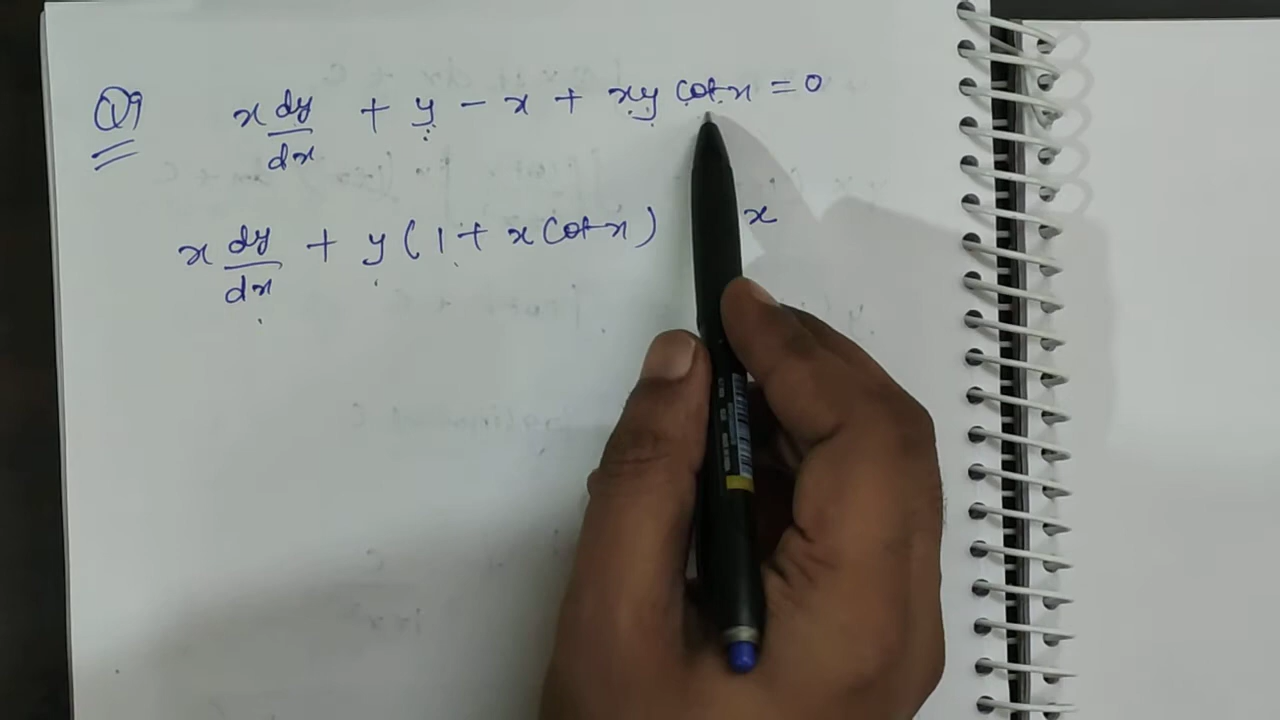 Q9 x dy/dx + y - x + xy cot x = 0
x dy/dx + y(1 + x cot x) x